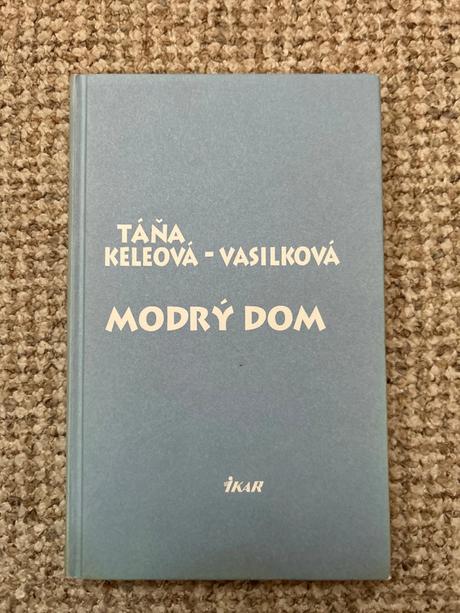 TÁŇA
KELEOVÁ - VASILKOVÁ
MODRÝ DOM
IKAR